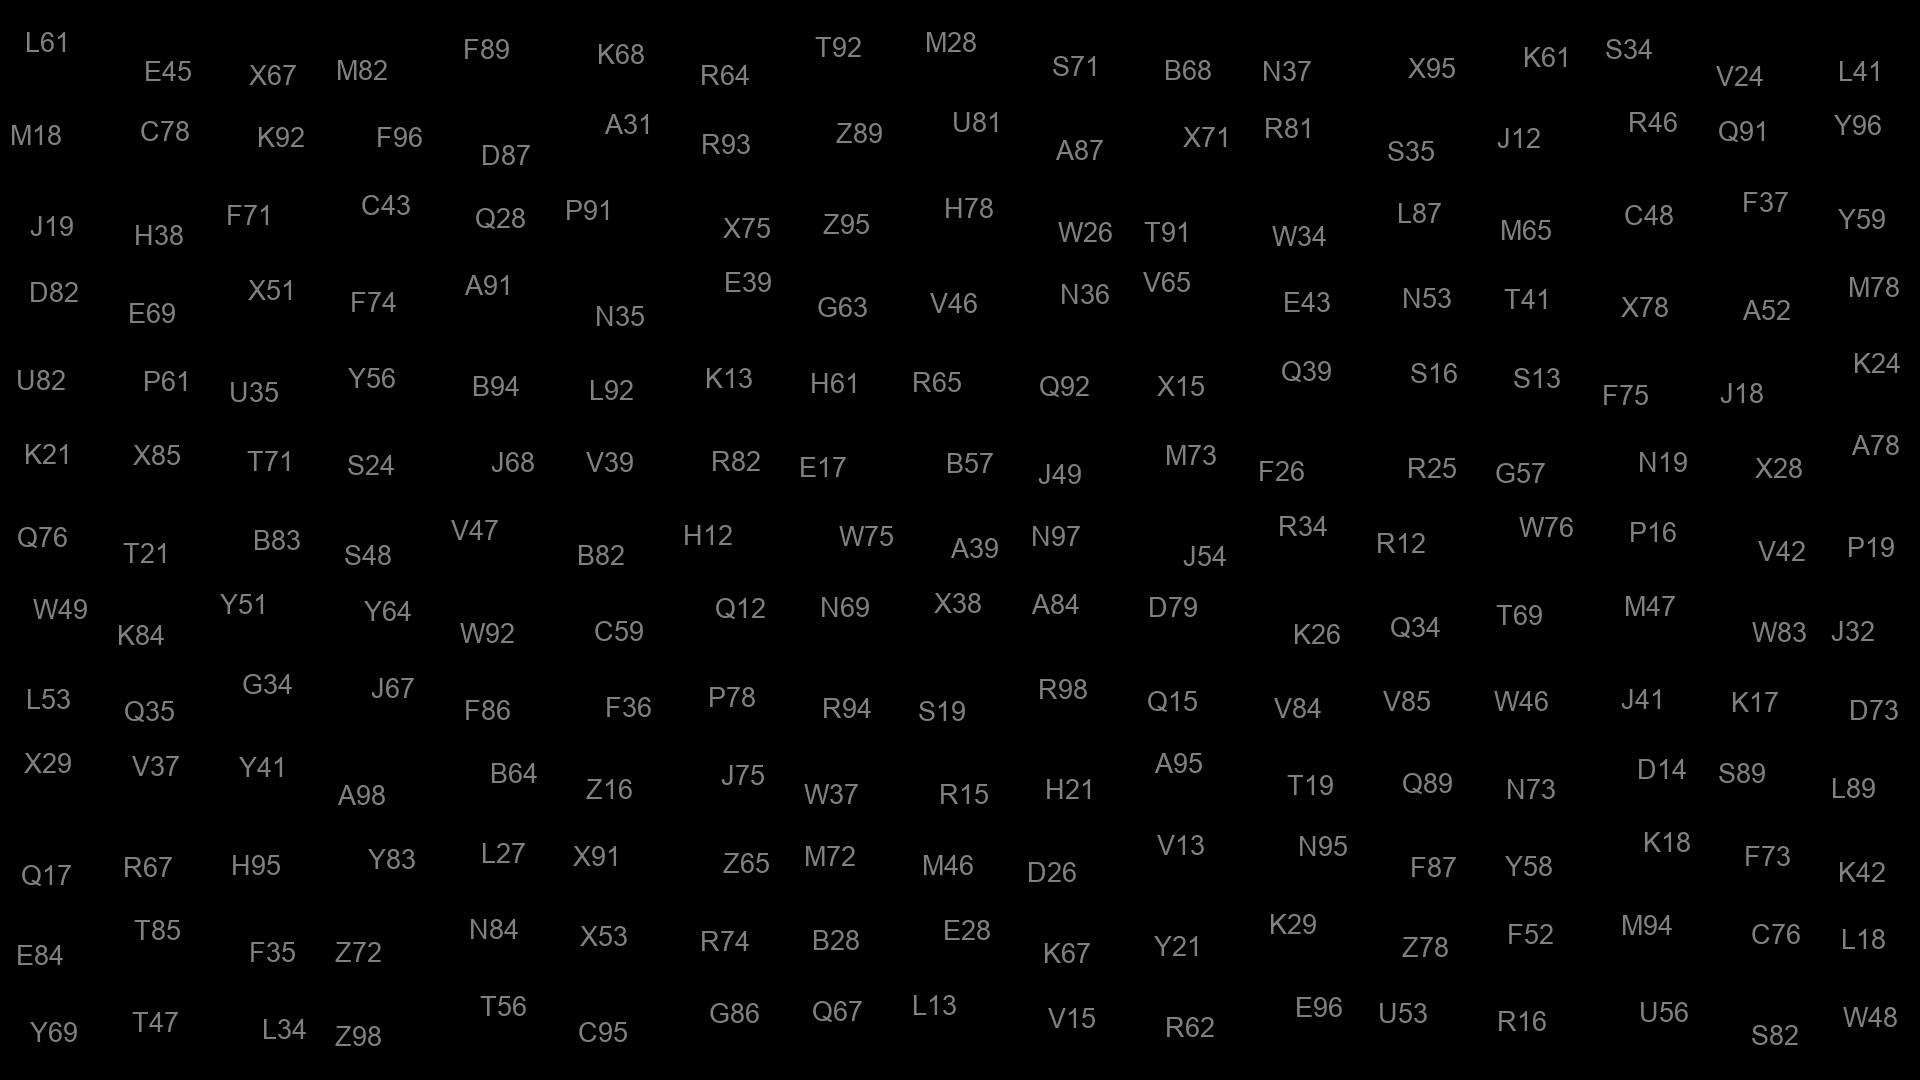 L61 E45 X67 M82 F89 K68 R64 T92 M28 S71 B68 N37 X95 K61 S34 V24 L41
M18 C78 K92 F96 D87 A31 R93 Z89 U81 A87 X71 R81 S35 J12 R46 Q91 Y96
J19 H38 F71 C43 Q28 P91 X75 Z95 H78 W26 T91 W34 L87 M65 C48 F37 Y59
D82 E69 X51 F74 A91 N35 E39 G63 V46 N36 V65 E43 N53 T41 X78 A52 M78
U82 P61 U35 Y56 B94 L92 K13 H61 R65 Q92 X15 Q39 S16 S13 F75 J18 K24
K21 X85 T71 S24 J68 V39 R82 E17 B57 J49 M73 F26 R25 G57 N19 X28 A78
Q76 T21 B83 S48 V47 B82 H12 W75 A39 N97 J54 R34 R12 W76 P16 V42 P19
W49 K84 Y51 Y64 W92 C59 Q12 N69 X38 A84 D79 K26 Q34 T69 M47 W83 J32
L53 Q35 G34 J67 F86 F36 P78 R94 S19 R98 Q15 V84 V85 W46 J41 K17 D73
X29 V37 Y41 A98 B64 Z16 J75 W37 R15 H21 A95 T19 Q89 N73 D14 S89 L89
Q17 R67 H95 Y83 L27 X91 Z65 M72 M46 D26 V13 N95 F87 Y58 K18 F73 K42
E84 T85 F35 Z72 N84 X53 R74 B28 E28 K67 Y21 K29 Z78 F52 M94 C76 L18
Y69 T47 L34 Z98 T56 C95 G86 Q67 L13 V15 R62 E96 U53 R16 U56 S82 W48